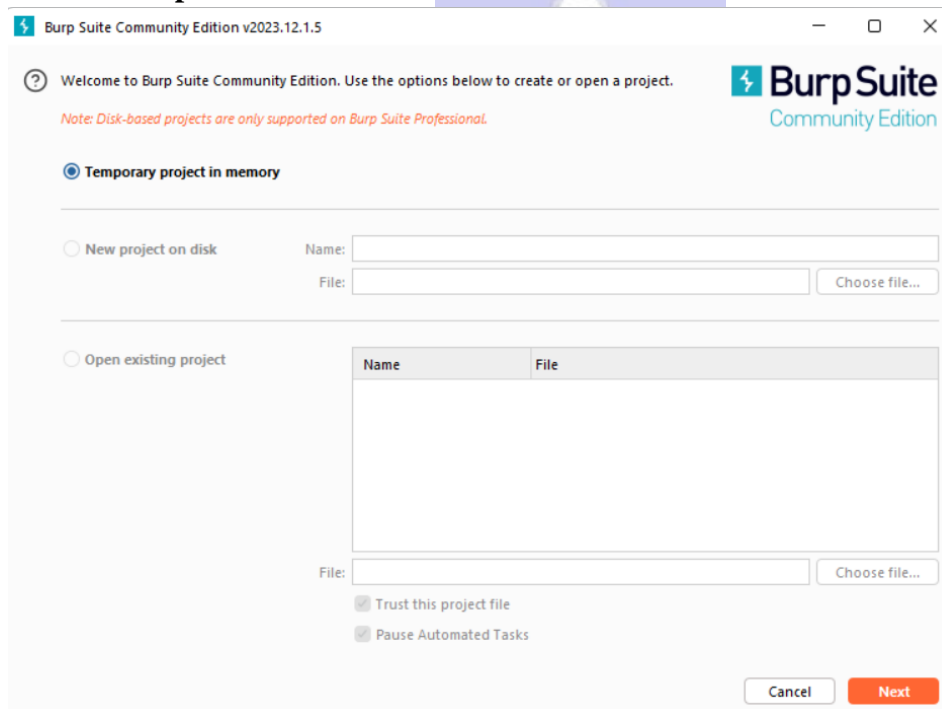 Burp Suite Community Edition v2023.12.1.5
Welcome to Burp Suite Community Edition. Use the options below to create or open a project.
Note: Disk-based projects are only supported on Burp Suite Professional.
Burp Suite
Community Edition
Temporary project in memory
New project on disk Name:
File: Choose file...
Open existing project
Name File
File: Choose file...
Trust this project file
Pause Automated Tasks
Cancel Next